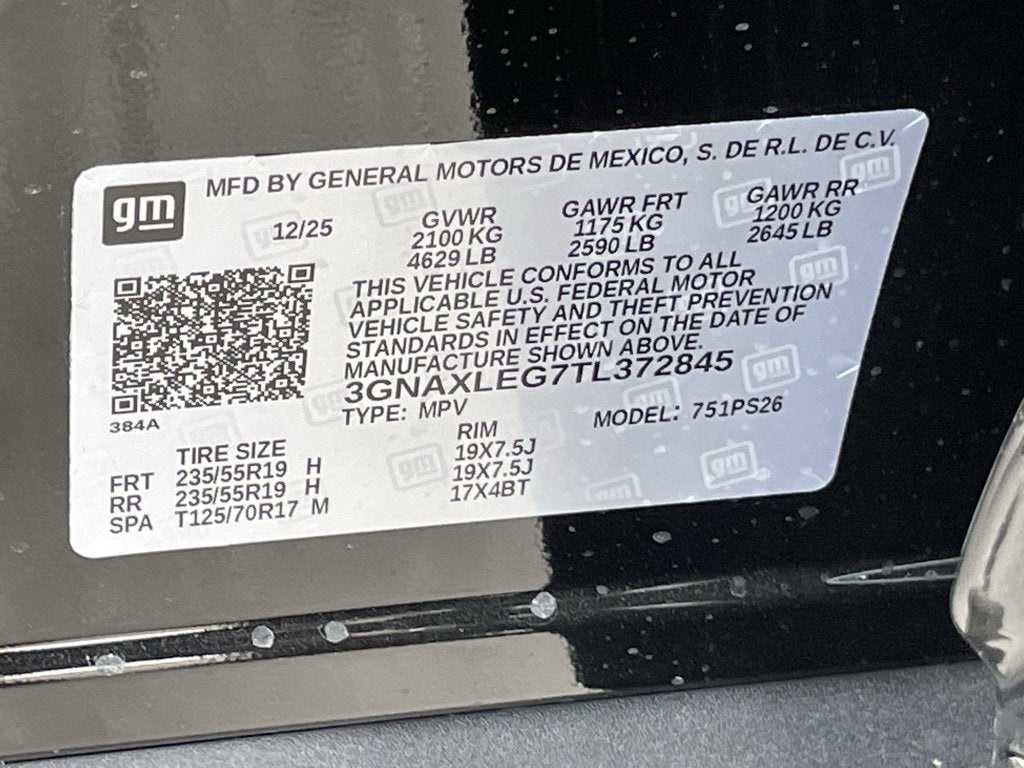 gm
MFD BY GENERAL MOTORS DE MEXICO, S. DE R.L. DE C.V.
12/25 GVWR GAWR FRT GAWR RR
2100 KG 1175 KG 1200 KG
4629 LB 2590 LB 2645 LB
THIS VEHICLE CONFORMS TO ALL
APPLICABLE U.S. FEDERAL MOTOR
VEHICLE SAFETY AND THEFT PREVENTION
STANDARDS IN EFFECT ON THE DATE OF
MANUFACTURE SHOWN ABOVE.
3GNAXLEG7TL372845
TYPE: MPV MODEL: 751PS26
384A
TIRE SIZE RIM
FRT 235/55R19 H 19X7.5J
RR 235/55R19 H 19X7.5J
SPA T125/70R17 M 17X4BT